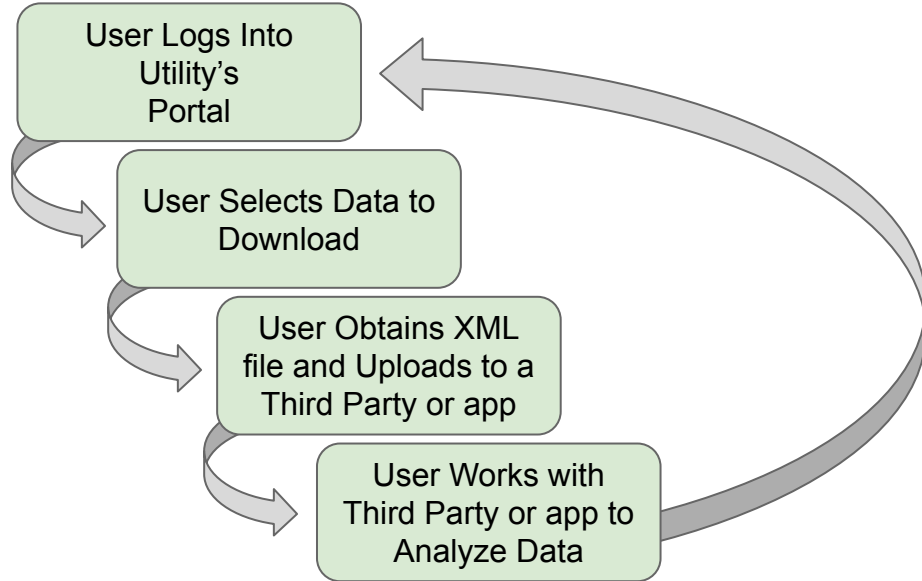 User Logs Into
Utility’s
Portal
User Selects Data to
Download
User Obtains XML
file and Uploads to a
Third Party or app
User Works with
Third Party or app to
Analyze Data